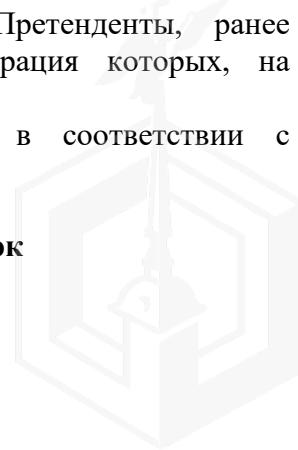 Претенденты, ранее
рация которых, на
в соответствии с
ок